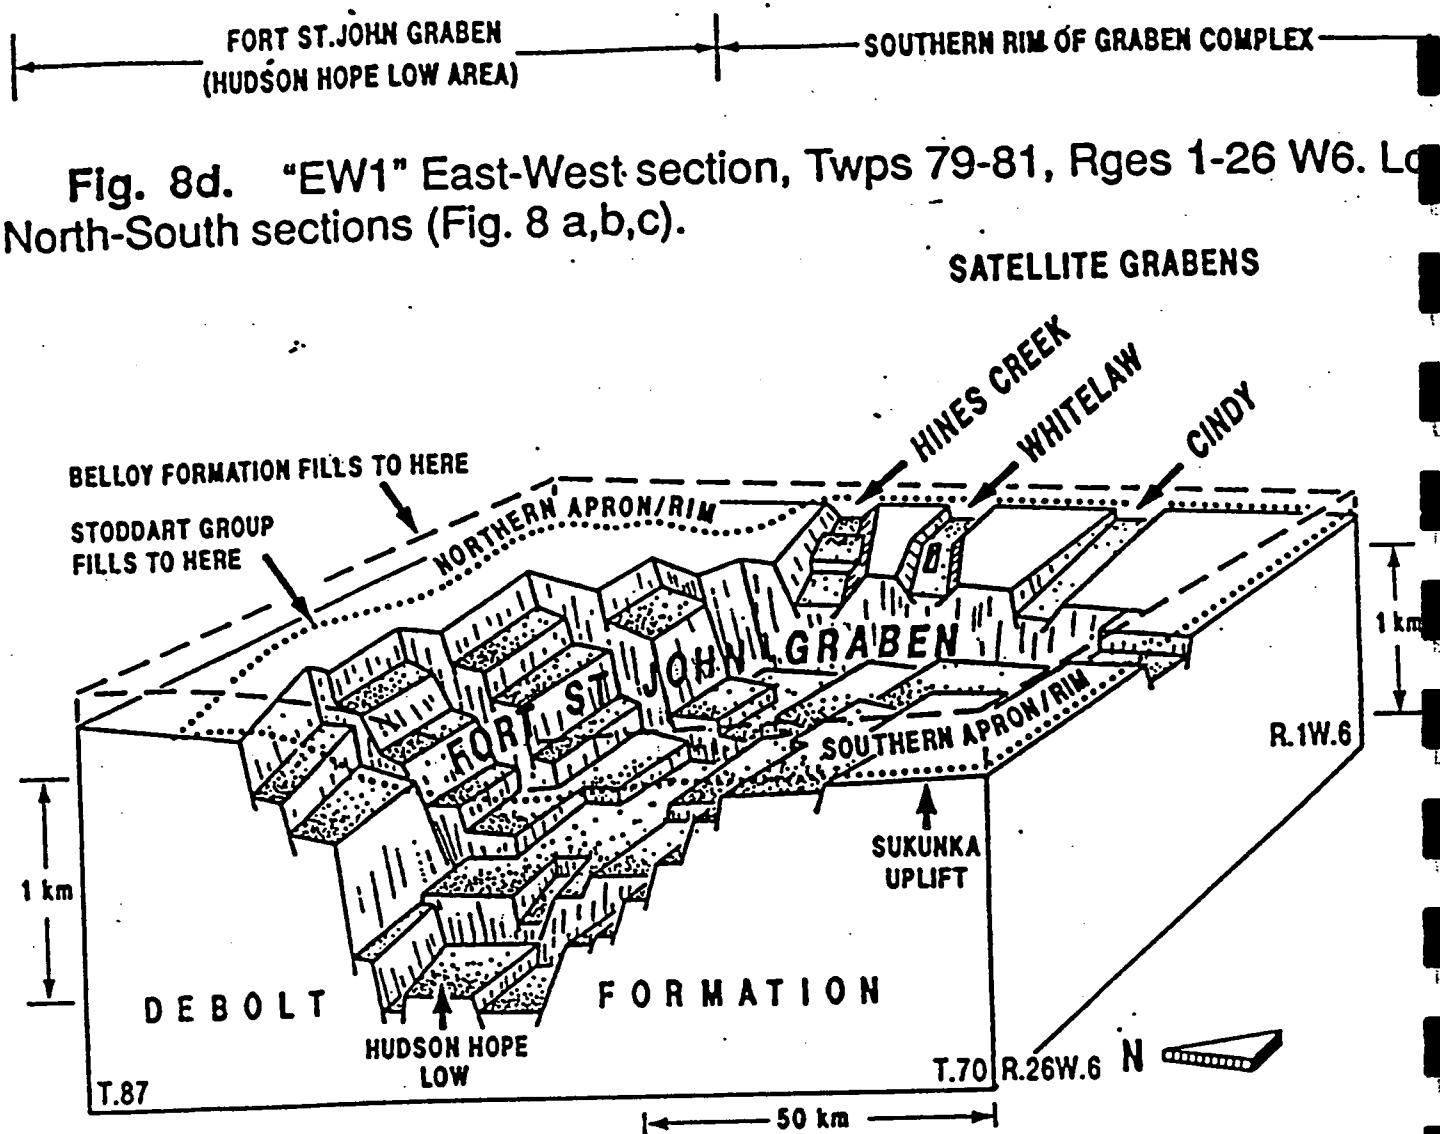 FORT ST. JOHN GRABEN
(HUDSON HOPE LOW AREA)
SOUTHERN RIM OF GRABEN COMPLEX
Fig. 8d. "EW1" East-West section, Twps 79-81, Rges 1-26 W6.
North-South sections (Fig. 8 a,b,c).
SATELLITE GRABENS
HINES CREEK
WHITELAW
CINDY
BELLOY FORMATION FILLS TO HERE
STODDART GROUP
FILLS TO HERE
NORTHERN APRON/RIM
FORT ST JOHN GRABEN
SOUTHERN APRON/RIM
1 km
R.1W.6
1 km
SUKUNKA
UPLIFT
DEBOLT FORMATION
HUDSON HOPE
LOW
T.87
T.70
R.26W.6
N
50 km